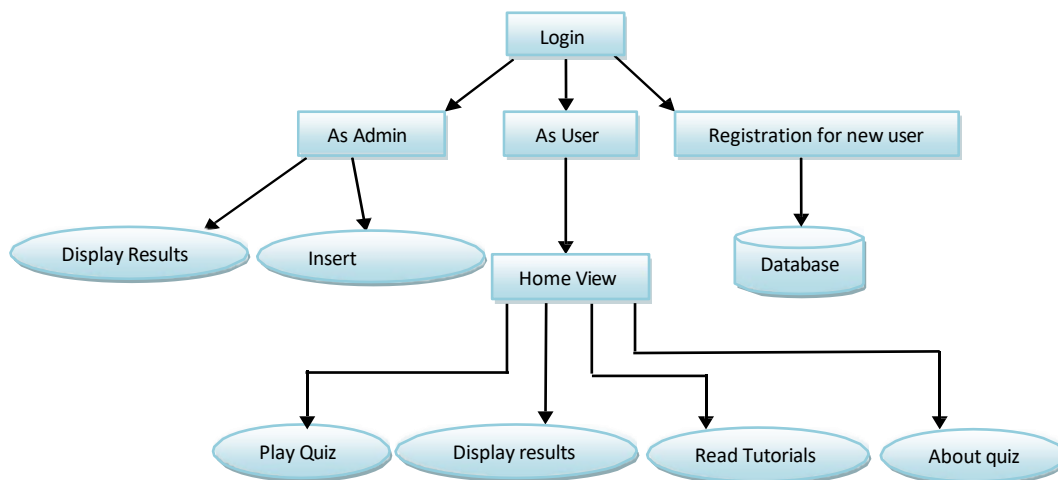 Login
As Admin
As User
Registration for new user
Display Results
Insert
Database
Home View
Play Quiz
Display results
Read Tutorials
About quiz